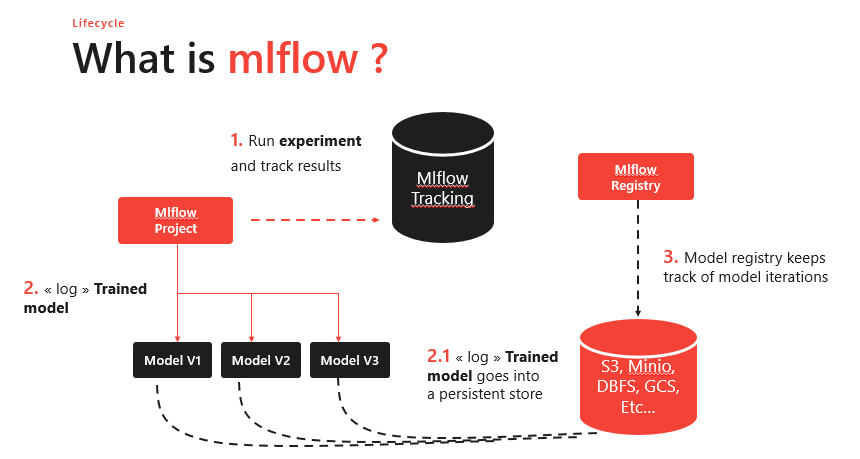 Lifecycle
What is mlflow ?
1. Run experiment
and track results
Mlflow
Tracking
Mlflow
Registry
Mlflow
Project
3. Model registry keeps
track of model iterations
2. « log » Trained
model
Model V1
Model V2
Model V3
2.1 « log » Trained
model goes into
a persistent store
S3, Minio,
DBFS, GCS,
Etc…